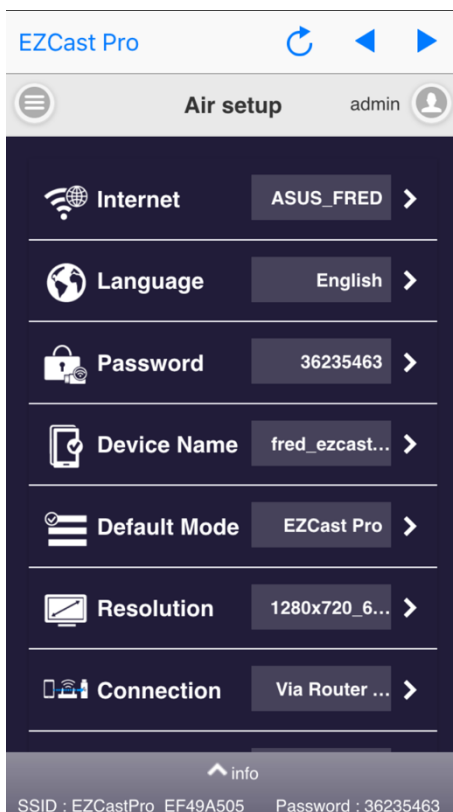 EZCast Pro
Air setup admin
Internet ASUS_FRED
Language English
Password 36235463
Device Name fred_ezcast...
Default Mode EZCast Pro
Resolution 1280x720_6...
Connection Via Router ...
info
SSID : EZCastPro_EF49A505 Password : 36235463